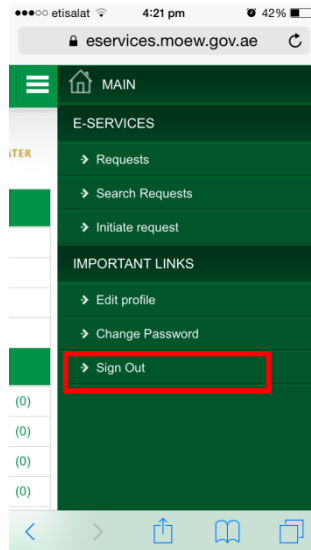 etisalat 4:21 pm 42%
eservices.moew.gov.ae
MAIN
E-SERVICES
Requests
Search Requests
Initiate request
IMPORTANT LINKS
Edit profile
Change Password
Sign Out
(0)
(0)
(0)
(0)